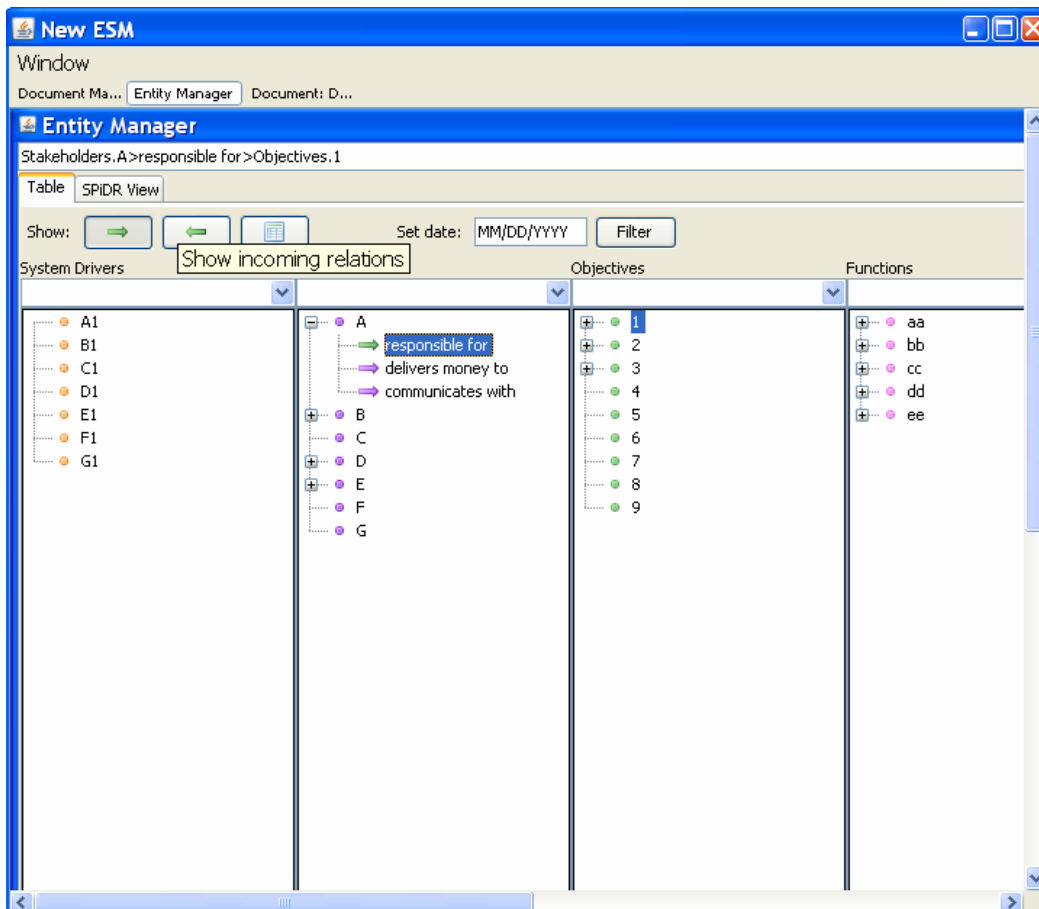 New ESM
Window
Document Ma... Entity Manager Document: D...
Entity Manager
Stakeholders.A>responsible for>Objectives.1
Table SPiDR View
Show: Set date: MM/DD/YYYY Filter
Show incoming relations
System Drivers Objectives Functions
A1 A 1 aa
B1 responsible for 2 bb
C1 delivers money to 3 cc
D1 communicates with 4 dd
E1 B 5 ee
F1 C 6
G1 D 7
E 8
F 9
G